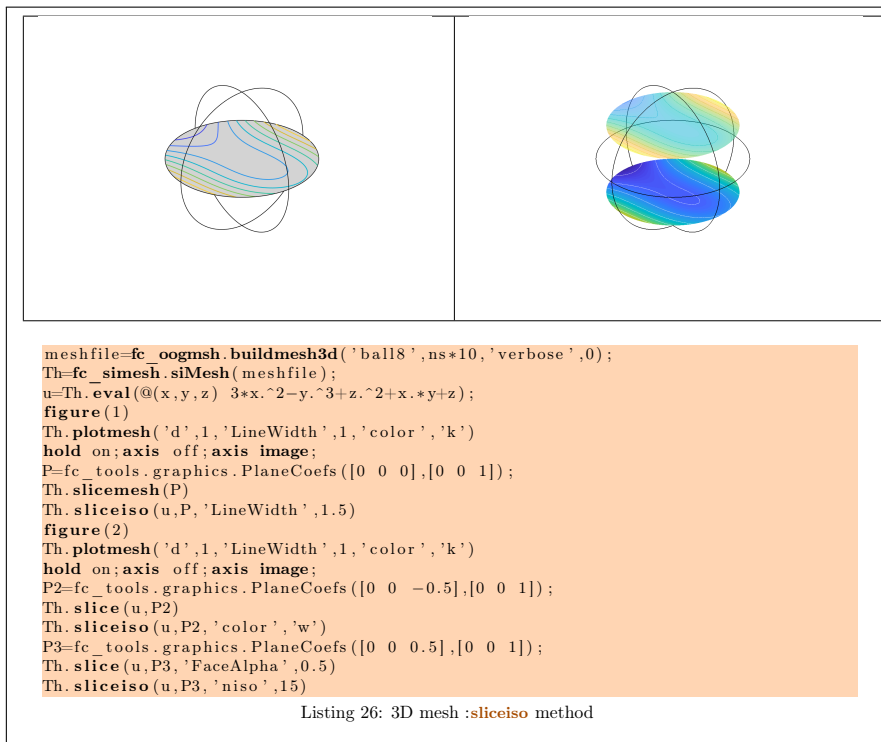 meshfile=fc_oogmsh.buildmesh3d('ball8',ns*10,'verbose',0);
Th=fc_simesh.siMesh(meshfile);
u=Th.eval(@(x,y,z) 3*x.^2−y.^3+z.^2+x.*y+z);
figure(1)
Th.plotmesh('d',1,'LineWidth',1,'color','k')
hold on;axis off;axis image;
P=fc_tools.graphics.PlaneCoefs([0 0 0],[0 0 1]);
Th.slicemesh(P)
Th.sliceiso(u,P,'LineWidth',1.5)
figure(2)
Th.plotmesh('d',1,'LineWidth',1,'color','k')
hold on;axis off;axis image;
P2=fc_tools.graphics.PlaneCoefs([0 0 −0.5],[0 0 1]);
Th.slice(u,P2)
Th.sliceiso(u,P2,'color','w')
P3=fc_tools.graphics.PlaneCoefs([0 0 0.5],[0 0 1]);
Th.slice(u,P3,'FaceAlpha',0.5)
Th.sliceiso(u,P3,'niso',15)
Listing 26: 3D mesh :sliceiso method